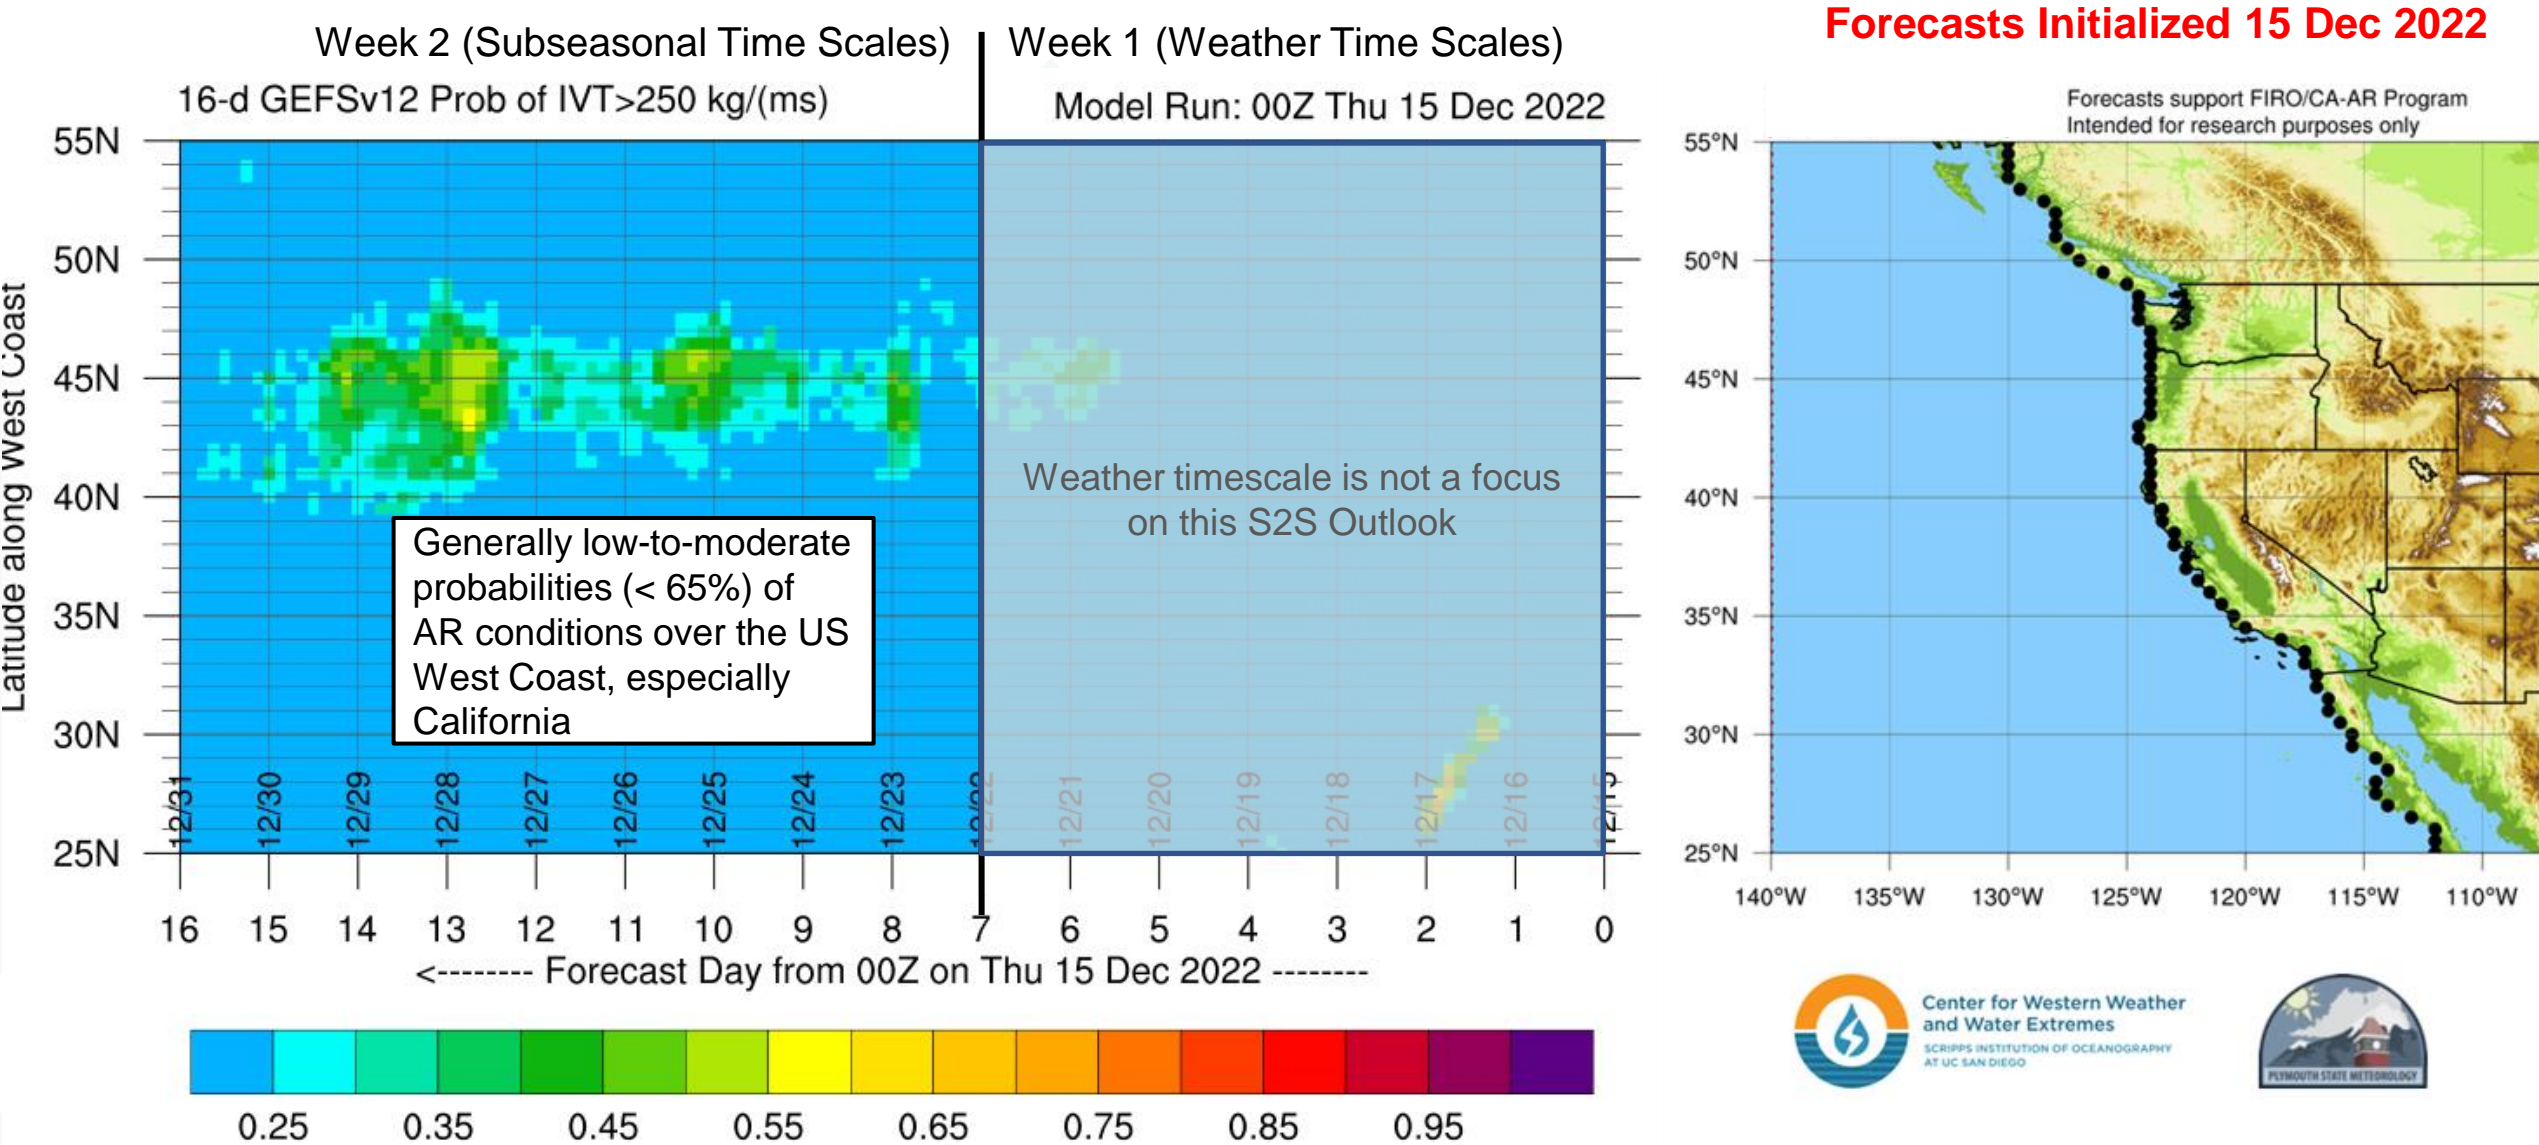 Week 2 (Subseasonal Time Scales)
Week 1 (Weather Time Scales)
Forecasts Initialized 15 Dec 2022
16-d GEFSv12 Prob of IVT>250 kg/(ms)
Model Run: 00Z Thu 15 Dec 2022
Forecasts support FIRO/CA-AR Program
Intended for research purposes only
Latitude along West Coast
55N
50N
45N
40N
35N
30N
25N
Weather timescale is not a focus
on this S2S Outlook
Generally low-to-moderate
probabilities (< 65%) of
AR conditions over the US
West Coast, especially
California
12/31
12/30
12/29
12/28
12/27
12/26
12/25
12/24
12/23
12/22
12/21
12/20
12/19
12/18
12/17
12/16
12/15
16 15 14 13 12 11 10 9 8 7 6 5 4 3 2 1 0
<-------- Forecast Day from 00Z on Thu 15 Dec 2022 --------
0.25 0.35 0.45 0.55 0.65 0.75 0.85 0.95
55°N
50°N
45°N
40°N
35°N
30°N
25°N
140°W 135°W 130°W 125°W 120°W 115°W 110°W
Center for Western Weather
and Water Extremes
SCRIPPS INSTITUTION OF OCEANOGRAPHY
AT UC SAN DIEGO
PLYMOUTH STATE METEOROLOGY